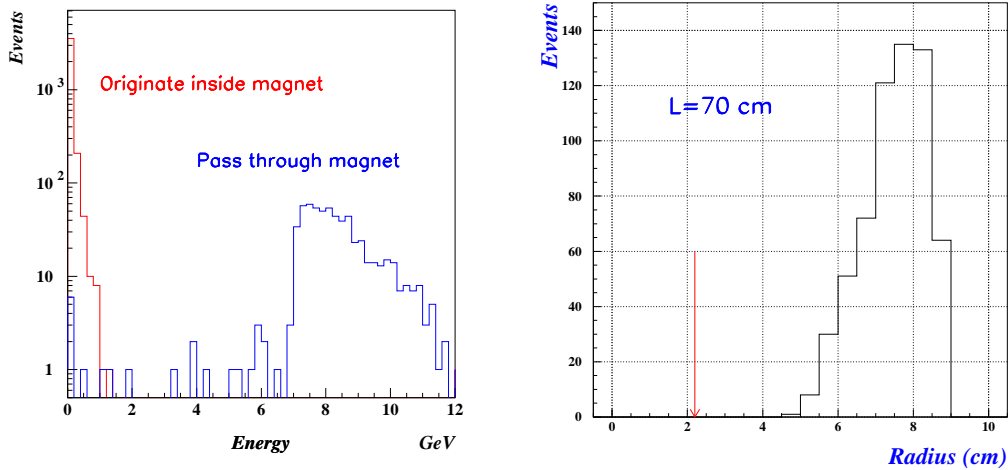 Events
10 3
Originate inside magnet
Pass through magnet
10 2
10
1
0 2 4 6 8 10 12
Energy GeV
Events
140
120
100
80
60
40
20
0
L=70 cm
0 2 4 6 8 10
Radius (cm)